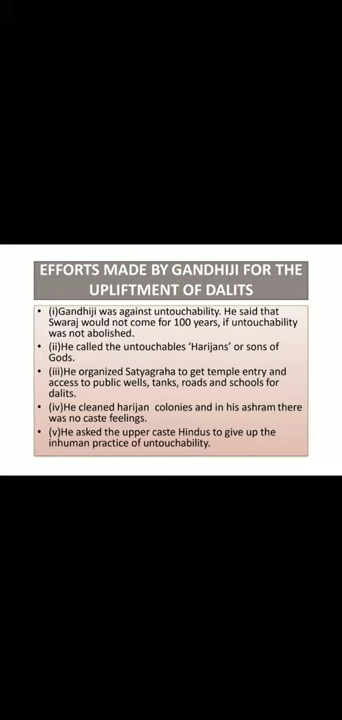 EFFORTS MADE BY GANDHIJI FOR THE
UPLIFTMENT OF DALITS
• (i)Gandhiji was against untouchability. He said that
Swaraj would not come for 100 years, if untouchability
was not abolished.
• (ii)He called the untouchables ‘Harijans’ or sons of
Gods.
• (iii)He organized Satyagraha to get temple entry and
access to public wells, tanks, roads and schools for
dalits.
• (iv)He cleaned harijan colonies and in his ashram there
was no caste feelings.
• (v)He asked the upper caste Hindus to give up the
inhuman practice of untouchability.